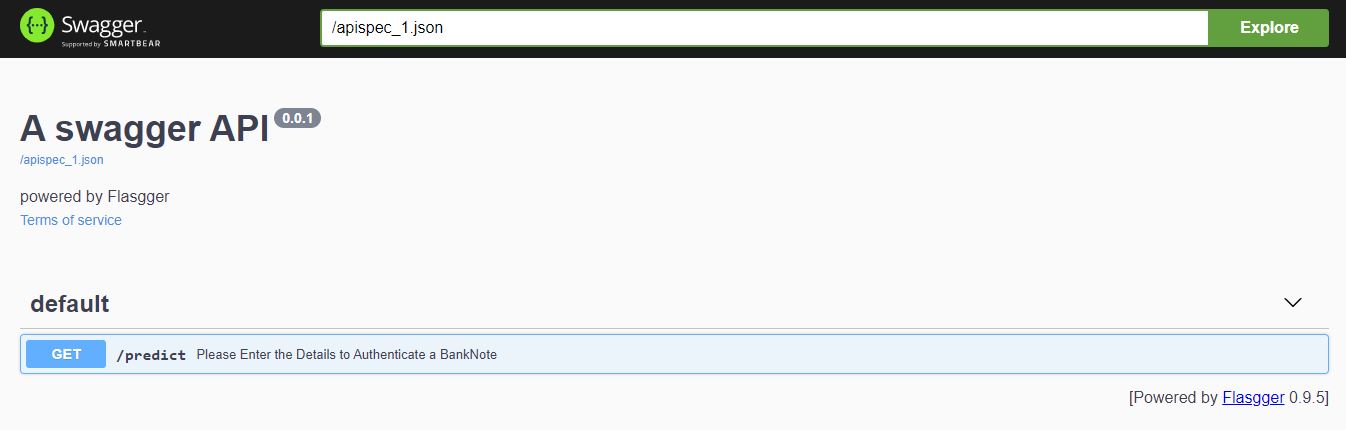 Swagger
Supported by SMARTBEAR
/apispec_1.json
Explore
A swagger API 0.0.1
/apispec_1.json
powered by Flasgger
Terms of service
default
GET /predict Please Enter the Details to Authenticate a BankNote
[Powered by Flasgger 0.9.5]